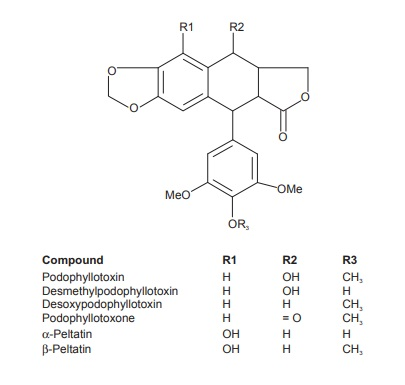 R1 R2
O
O
O
O
MeO OMe
OR₃
Compound R1 R2 R3
Podophyllotoxin H OH CH₃
Desmethylpodophyllotoxin H OH H
Desoxypodophyllotoxin H H CH₃
Podophyllotoxone H = O CH₃
α-Peltatin OH H H
β-Peltatin OH H CH₃